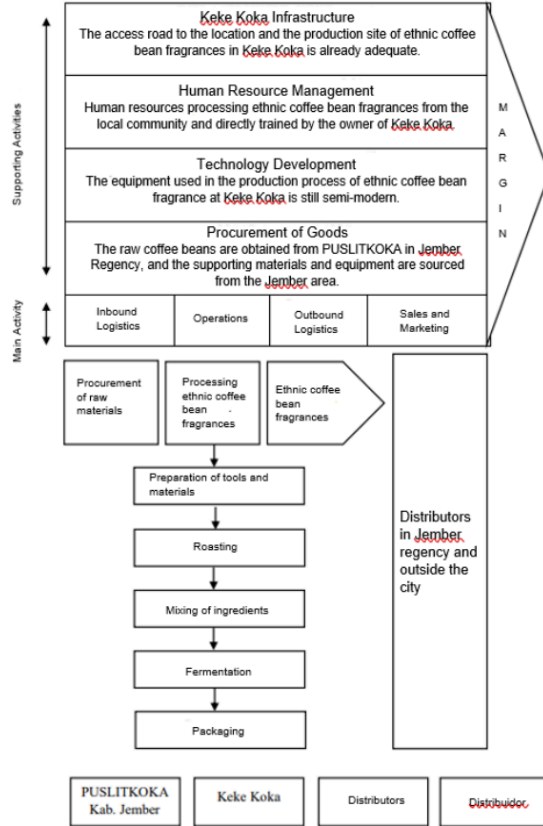 Keke Koka Infrastructure
The access road to the location and the production site of ethnic coffee
bean fragrances in Keke Koka is already adequate.
Human Resource Management
Human resources processing ethnic coffee bean fragrances from the
local community and directly trained by the owner of Keke Koka
Technology Development
The equipment used in the production process of ethnic coffee bean
fragrance at Keke Koka is still semi-modern.
Procurement of Goods
The raw coffee beans are obtained from PUSLITKOKA in Jember
Regency, and the supporting materials and equipment are sourced
from the Jember area.
Supporting Activities
M
A
R
G
I
N
Main Activity
Inbound
Logistics
Operations
Outbound
Logistics
Sales and
Marketing
Procurement
of raw
materials
Processing
ethnic coffee
bean
fragrances
Ethnic coffee
bean
fragrances
Preparation of tools and
materials
Roasting
Mixing of ingredients
Fermentation
Packaging
Distributors
in Jember
regency and
outside the
city
PUSLITKOKA
Kab. Jember
Keke Koka
Distributors
Distribuidor